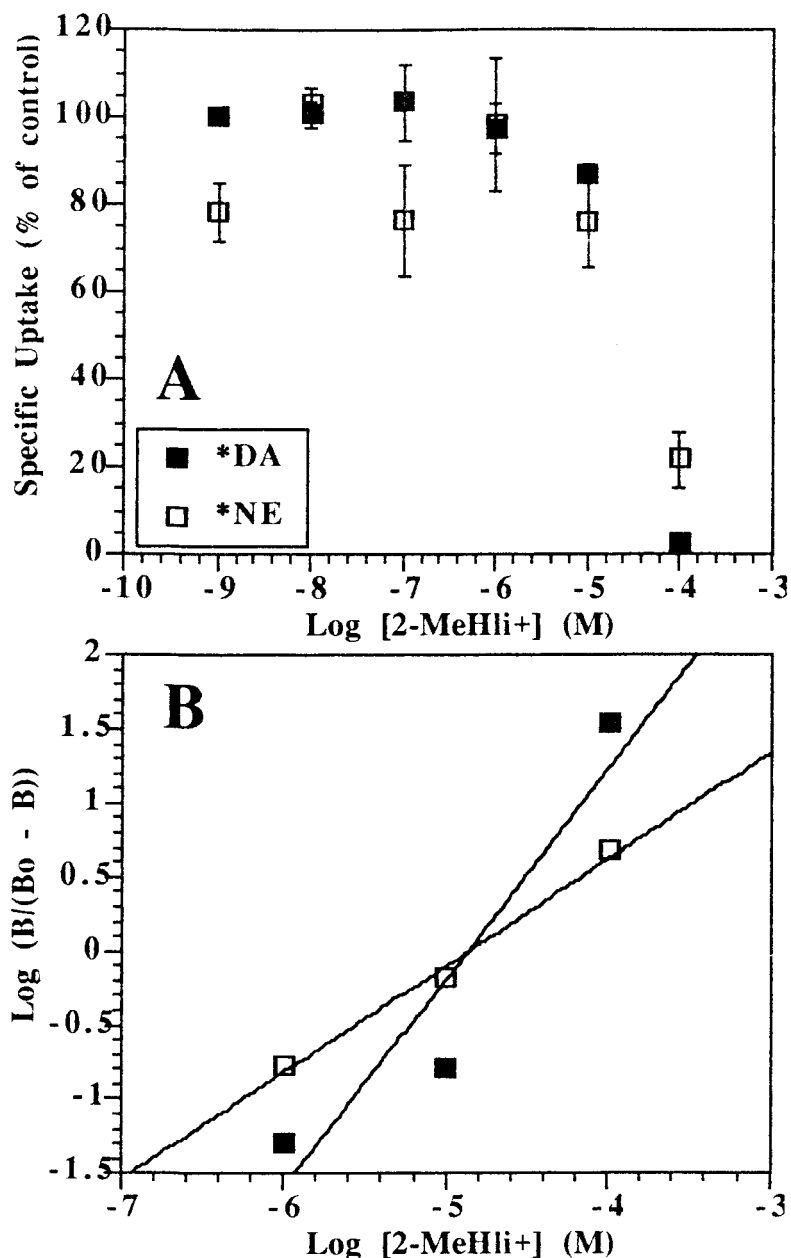 120
100
80
60
40
20
0
Specific Uptake (% of control)
A
*DA
*NE
-10 -9 -8 -7 -6 -5 -4 -3
Log [2-MeHli+] (M)
2
1.5
1
0.5
0
-0.5
-1
-1.5
Log (B/(Bo - B))
B
-7 -6 -5 -4 -3
Log [2-MeHli+] (M)